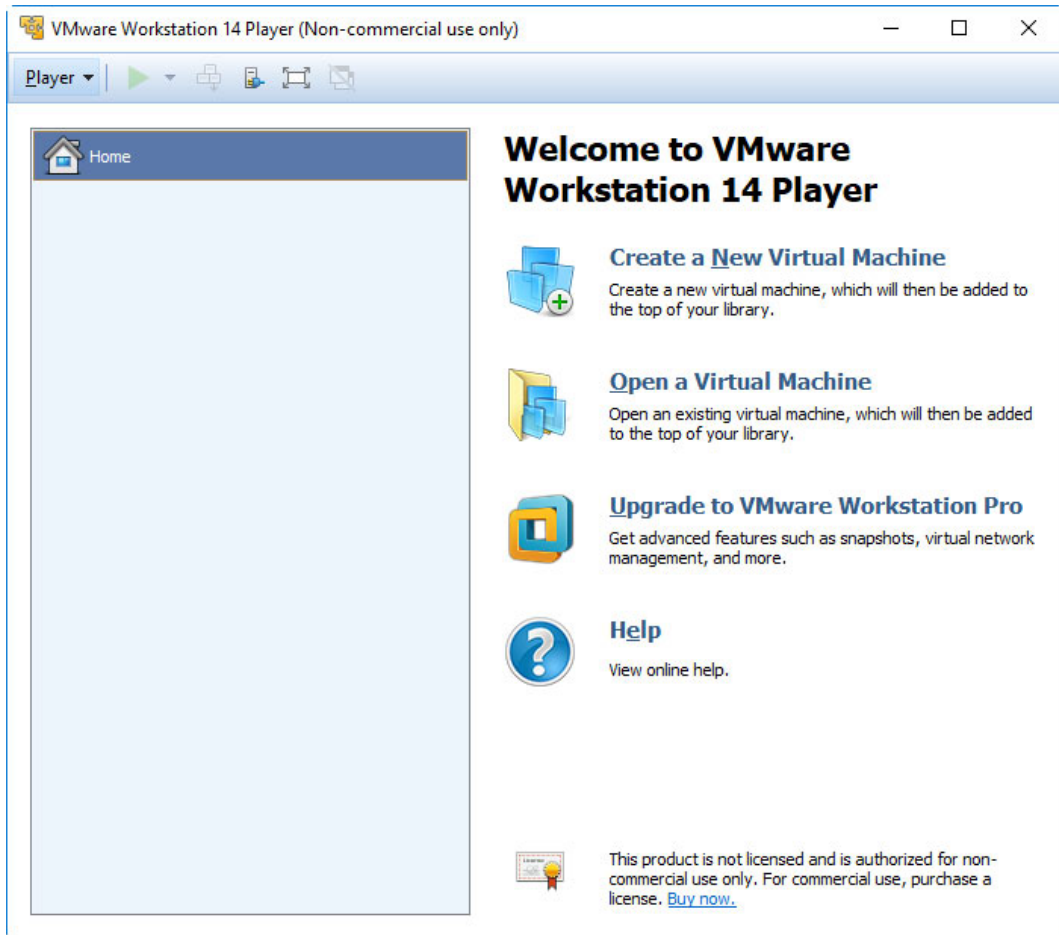 VMware Workstation 14 Player (Non-commercial use only)
Player
Home
Welcome to VMware
Workstation 14 Player
Create a New Virtual Machine
Create a new virtual machine, which will then be added to
the top of your library.
Open a Virtual Machine
Open an existing virtual machine, which will then be added
to the top of your library.
Upgrade to VMware Workstation Pro
Get advanced features such as snapshots, virtual network
management, and more.
Help
View online help.
This product is not licensed and is authorized for non-
commercial use only. For commercial use, purchase a
license. Buy now.